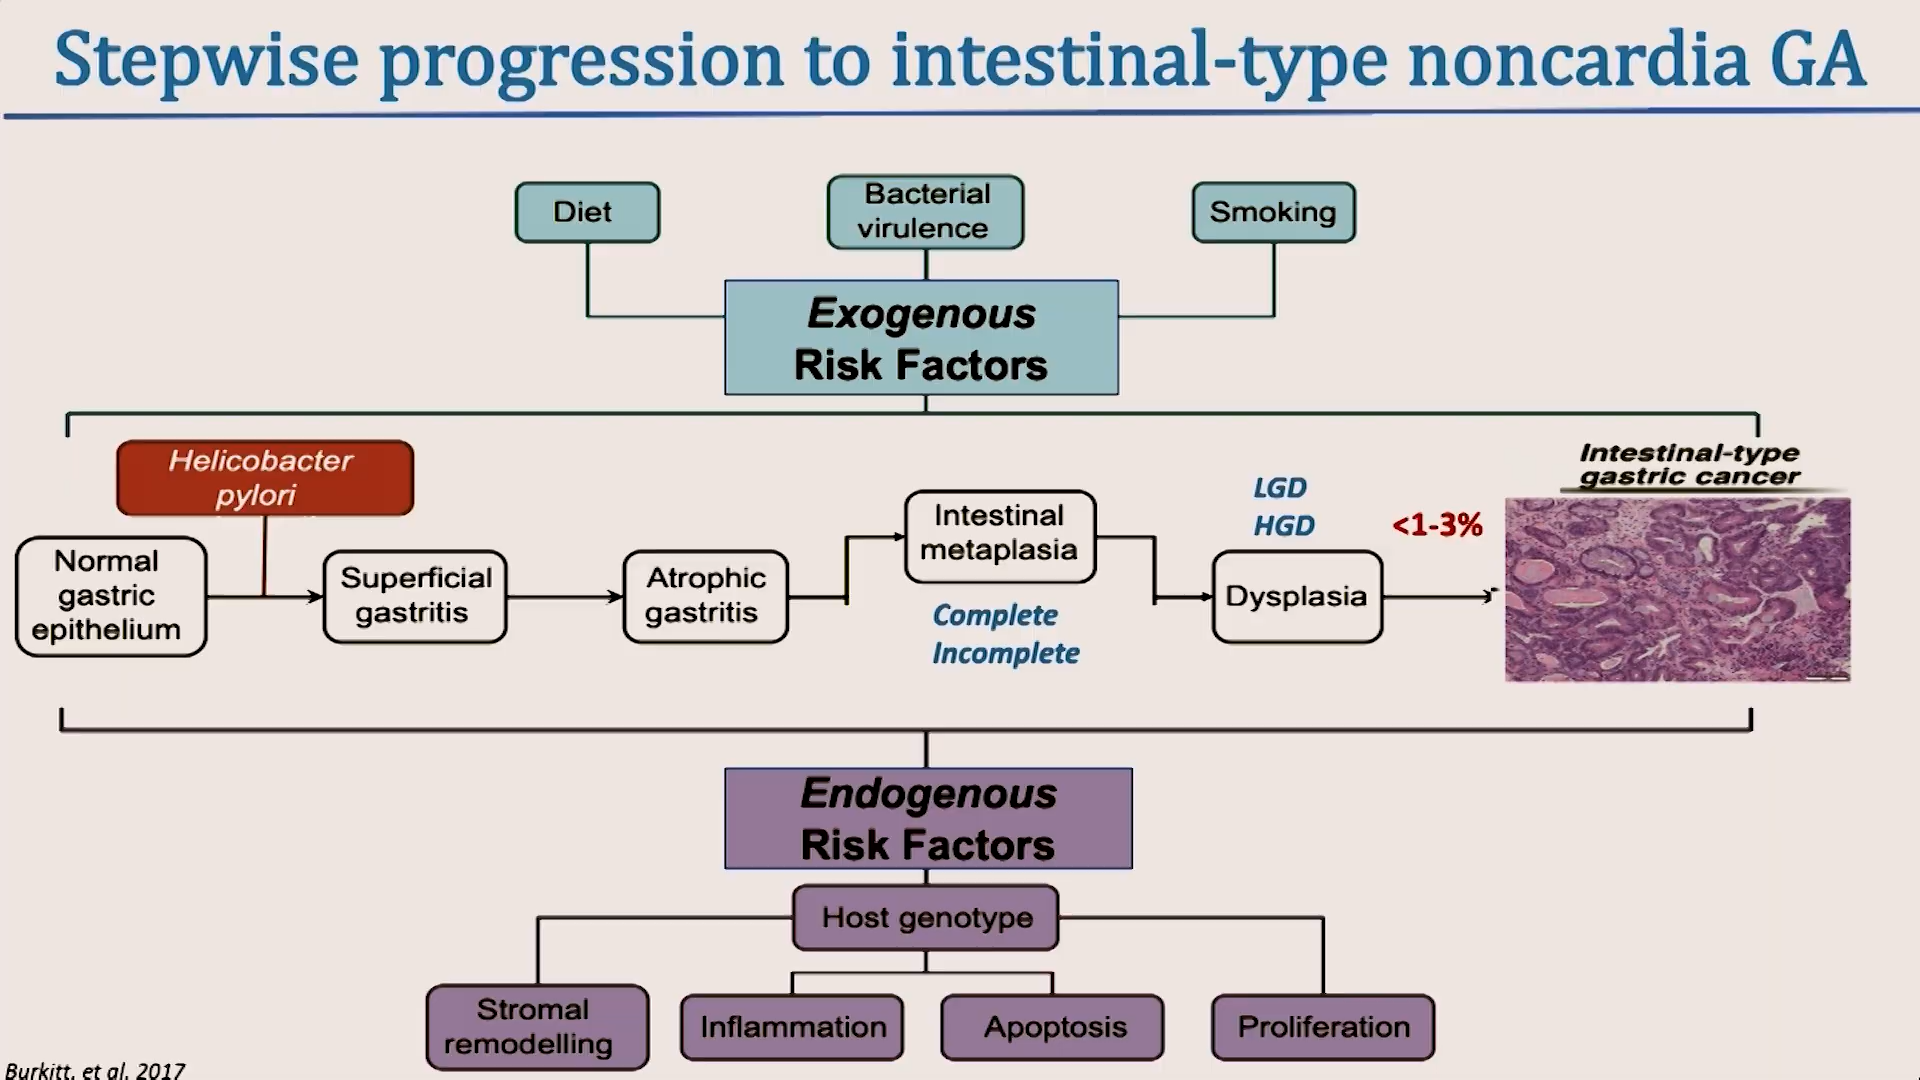 Stepwise progression to intestinal-type noncardia GA
Diet
Bacterial
virulence
Smoking
Exogenous
Risk Factors
Helicobacter
pylori
Normal
gastric
epithelium
Superficial
gastritis
Atrophic
gastritis
Intestinal
metaplasia
Complete
Incomplete
LGD
HGD
Dysplasia
<1-3%
Intestinal-type
gastric cancer
Endogenous
Risk Factors
Host genotype
Stromal
remodelling
Inflammation
Apoptosis
Proliferation
Burkitt, et al. 2017